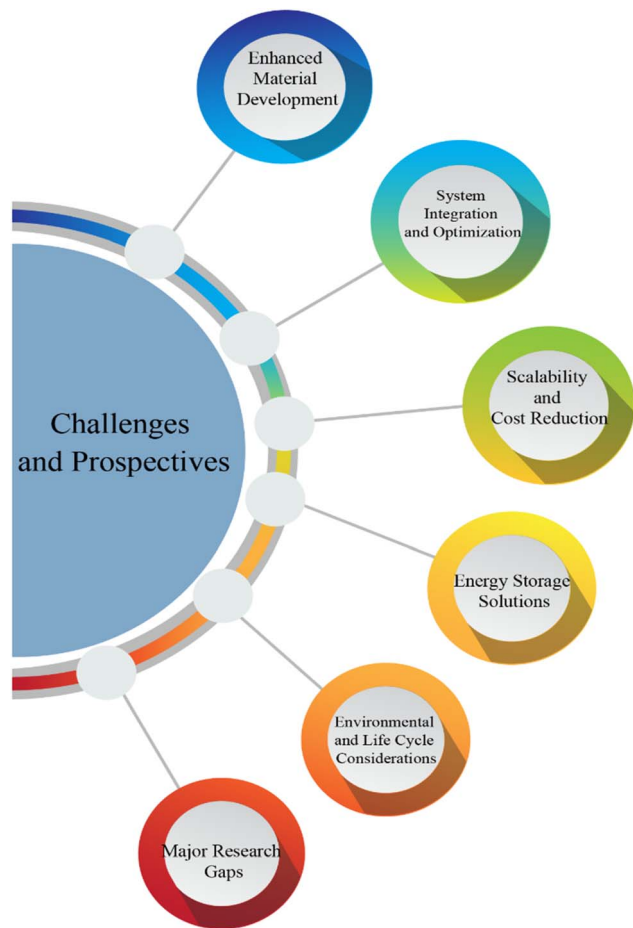 Enhanced
Material
Development
System
Integration
and Optimization
Scalability
and
Cost Reduction
Challenges
and Prospectives
Energy Storage
Solutions
Environmental
and Life Cycle
Considerations
Major Research
Gaps